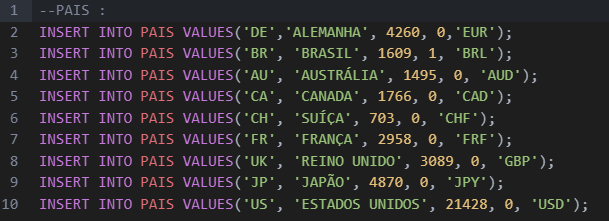 1 --PAIS :
2 INSERT INTO PAIS VALUES('DE','ALEMANHA', 4260, 0,'EUR');
3 INSERT INTO PAIS VALUES('BR', 'BRASIL', 1609, 1, 'BRL');
4 INSERT INTO PAIS VALUES('AU', 'AUSTRÁLIA', 1495, 0, 'AUD');
5 INSERT INTO PAIS VALUES('CA', 'CANADA', 1766, 0, 'CAD');
6 INSERT INTO PAIS VALUES('CH', 'SUÍÇA', 703, 0, 'CHF');
7 INSERT INTO PAIS VALUES('FR', 'FRANÇA', 2958, 0, 'FRF');
8 INSERT INTO PAIS VALUES('UK', 'REINO UNIDO', 3089, 0, 'GBP');
9 INSERT INTO PAIS VALUES('JP', 'JAPÃO', 4870, 0, 'JPY');
10 INSERT INTO PAIS VALUES('US', 'ESTADOS UNIDOS', 21428, 0, 'USD');